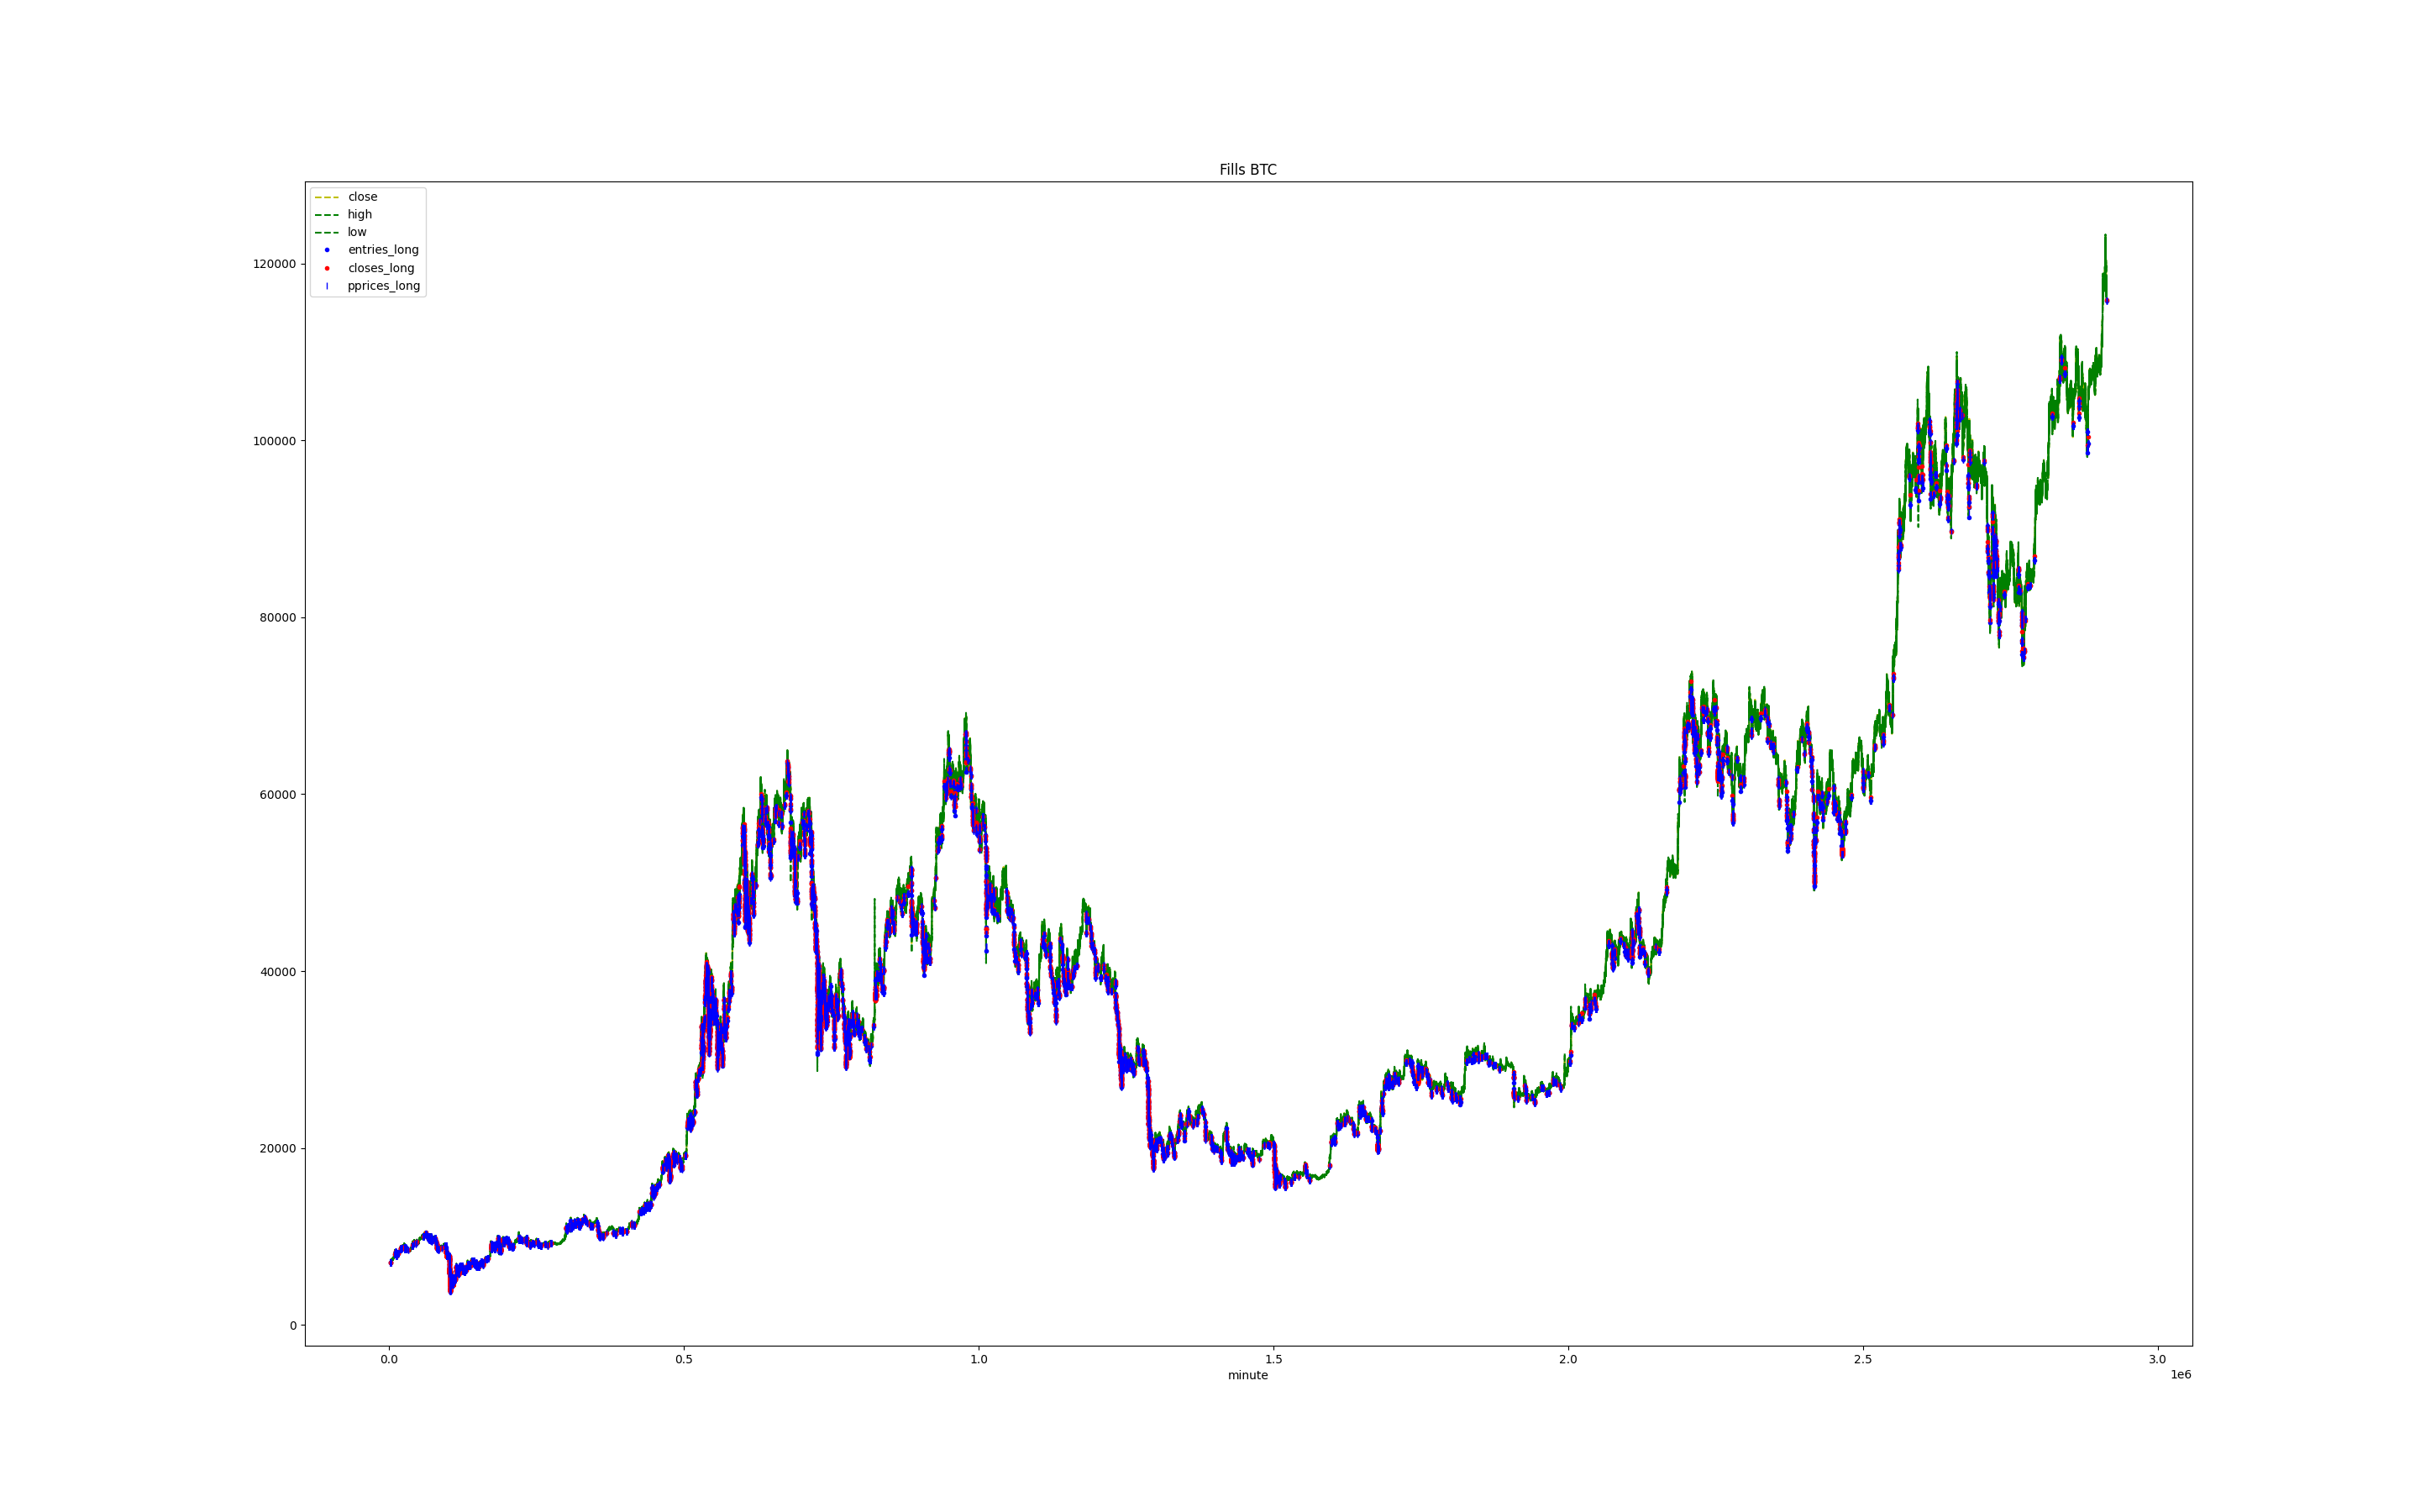 Fills BTC
close
high
low
entries_long
closes_long
pprices_long
120000
100000
80000
60000
40000
20000
0
0.0 0.5 1.0 1.5 2.0 2.5 3.0
minute 1e6